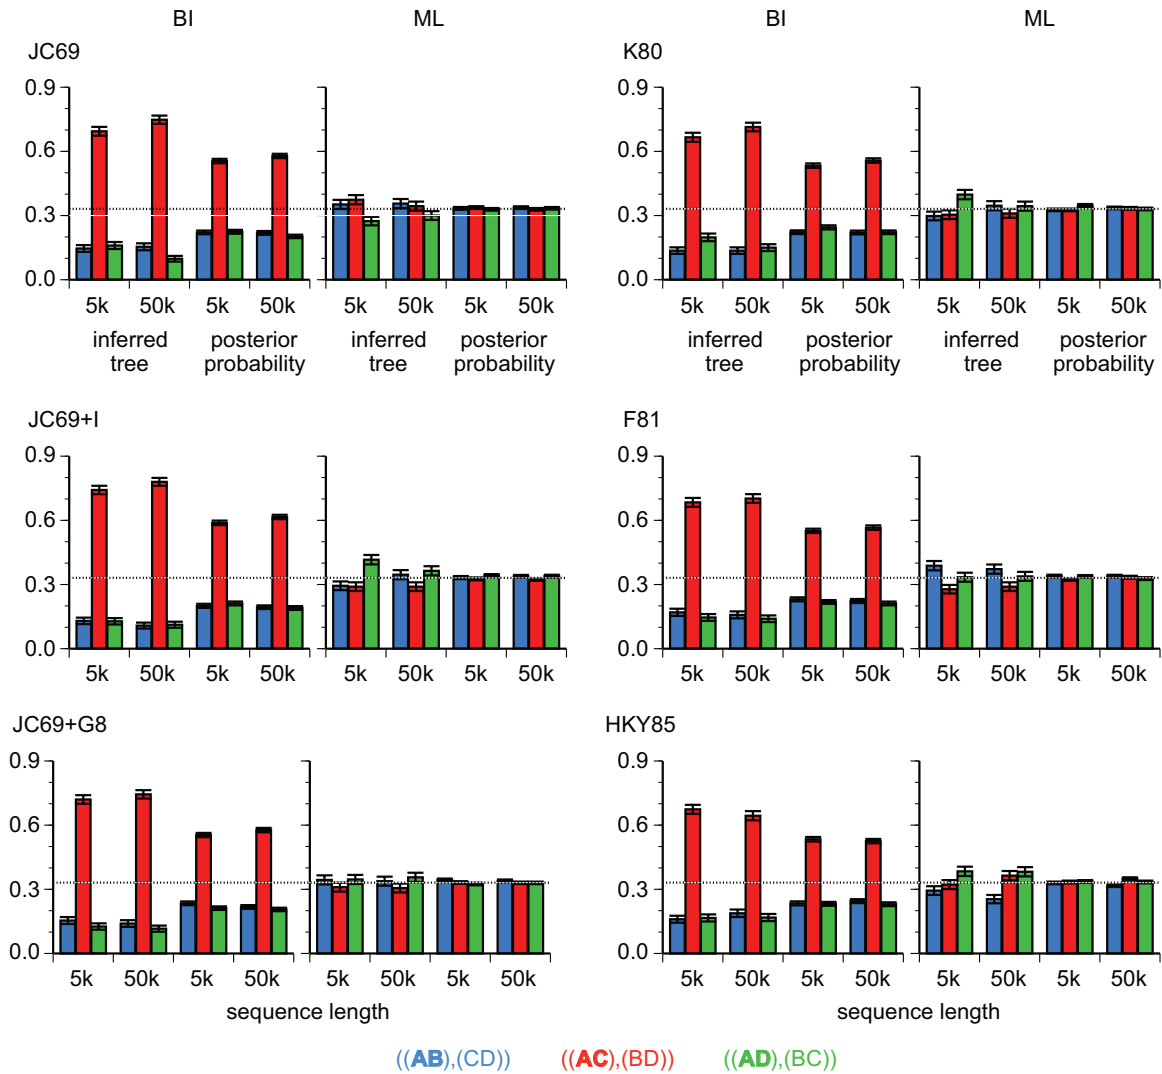 BI ML BI ML
JC69 K80
0.9 0.9
0.6 0.6
0.3 0.3
0.0 0.0
5k 50k 5k 50k 5k 50k 5k 50k 5k 50k 5k 50k 5k 50k 5k 50k
inferred posterior inferred posterior inferred posterior inferred posterior
tree probability tree probability tree probability tree probability
JC69+I F81
0.9 0.9
0.6 0.6
0.3 0.3
0.0 0.0
5k 50k 5k 50k 5k 50k 5k 50k 5k 50k 5k 50k 5k 50k 5k 50k
JC69+G8 HKY85
0.9 0.9
0.6 0.6
0.3 0.3
0.0 0.0
5k 50k 5k 50k 5k 50k 5k 50k 5k 50k 5k 50k 5k 50k 5k 50k
sequence length sequence length
((AB),(CD)) ((AC),(BD)) ((AD),(BC))